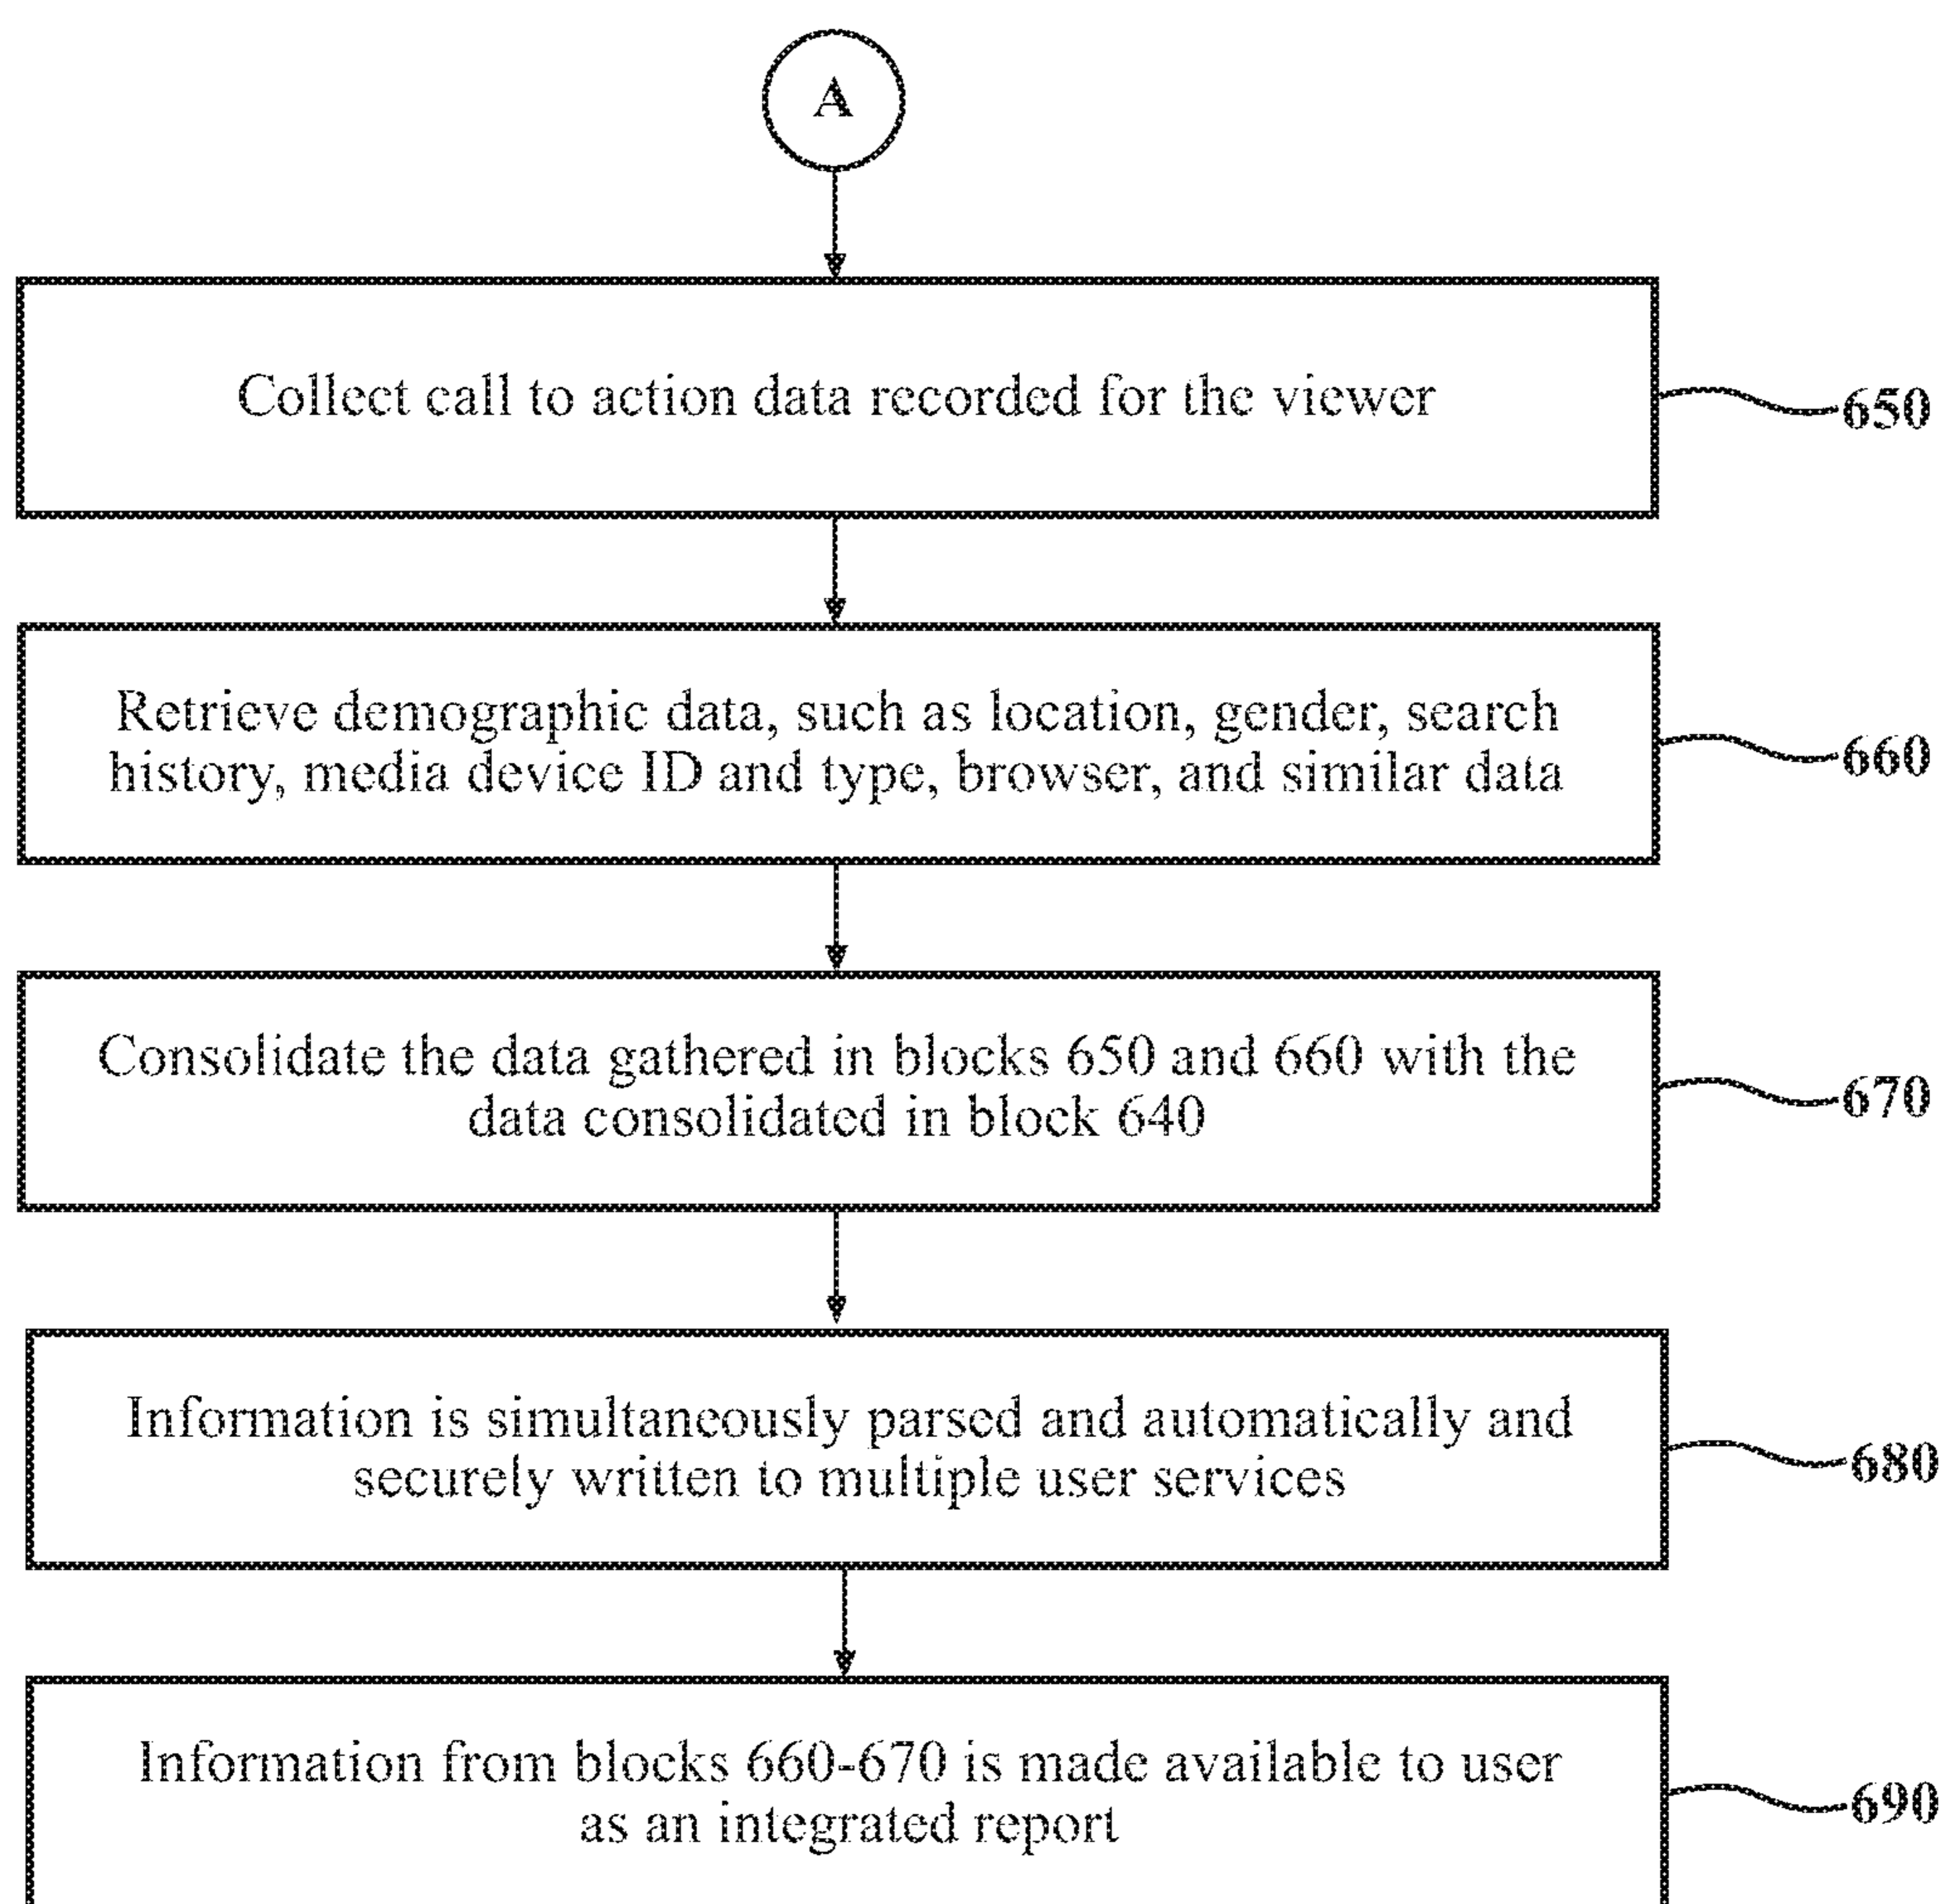 A
Collect call to action data recorded for the viewer
650
Retrieve demographic data, such as location, gender, search
history, media device ID and type, browser, and similar data
660
Consolidate the data gathered in blocks 650 and 660 with the
data consolidated in block 640
670
Information is simultaneously parsed and automatically and
securely written to multiple user services
680
Information from blocks 660-670 is made available to user
as an integrated report
690